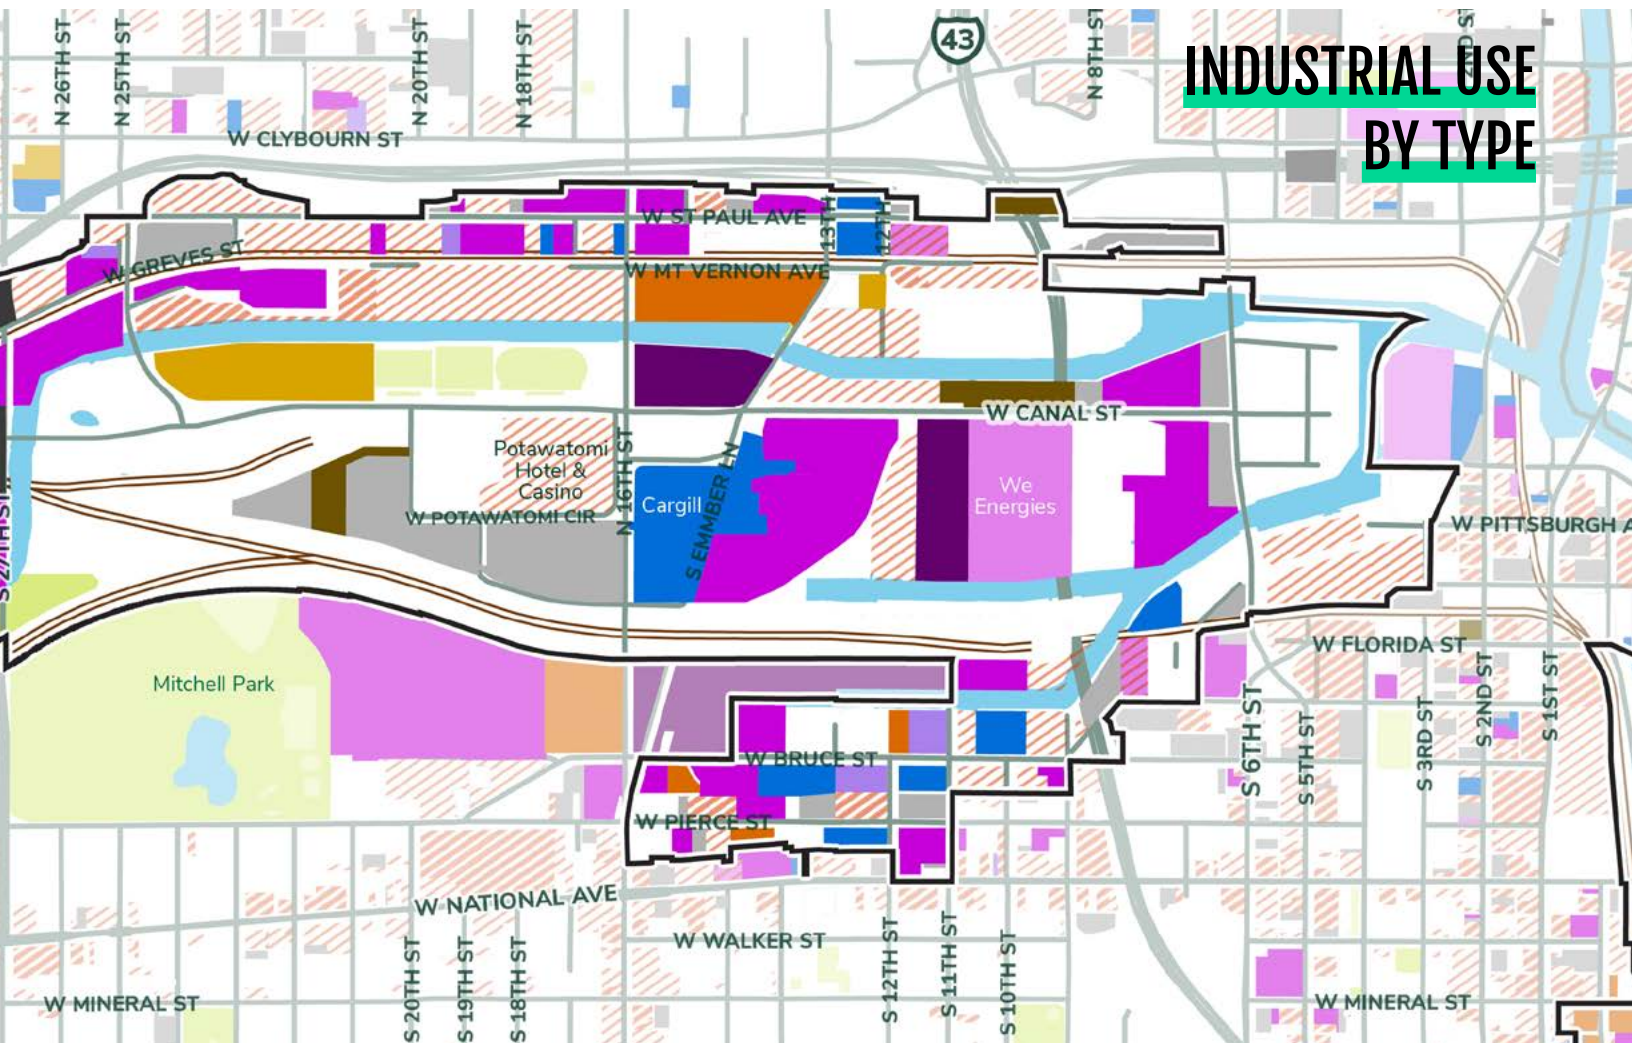 INDUSTRIAL USE
BY TYPE
43
N 26TH ST
N 25TH ST
N 20TH ST
N 18TH ST
N 8TH ST
W CLYBOURN ST
W ST PAUL AVE
13TH
12TH
W GREVES ST
W MT VERNON AVE
W CANAL ST
Potawatomi
Hotel &
Casino
N 16TH ST
Cargill
S EMMBER LN
We
Energies
W POTAWATOMI CIR
W PITTSBURGH A
S 27TH ST
W FLORIDA ST
Mitchell Park
S 6TH ST
S 5TH ST
S 3RD ST
S 2ND ST
S 1ST ST
W BRUCE ST
W PIERCE ST
W NATIONAL AVE
W WALKER ST
S 20TH ST
S 19TH ST
S 18TH ST
S 12TH ST
S 11TH ST
S 10TH ST
W MINERAL ST
W MINERAL ST